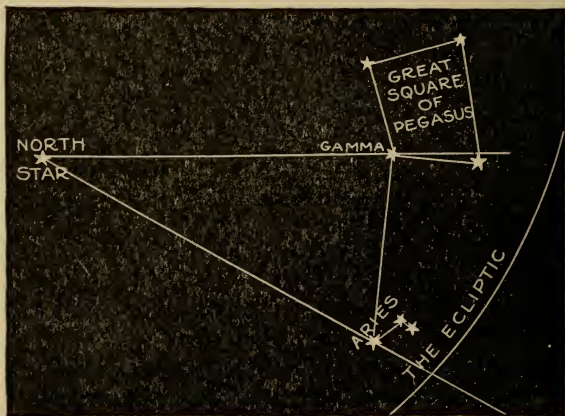 GREAT
SQUARE
OF
PEGASUS
NORTH
STAR
GAMMA
ARIES
THE ECLIPTIC